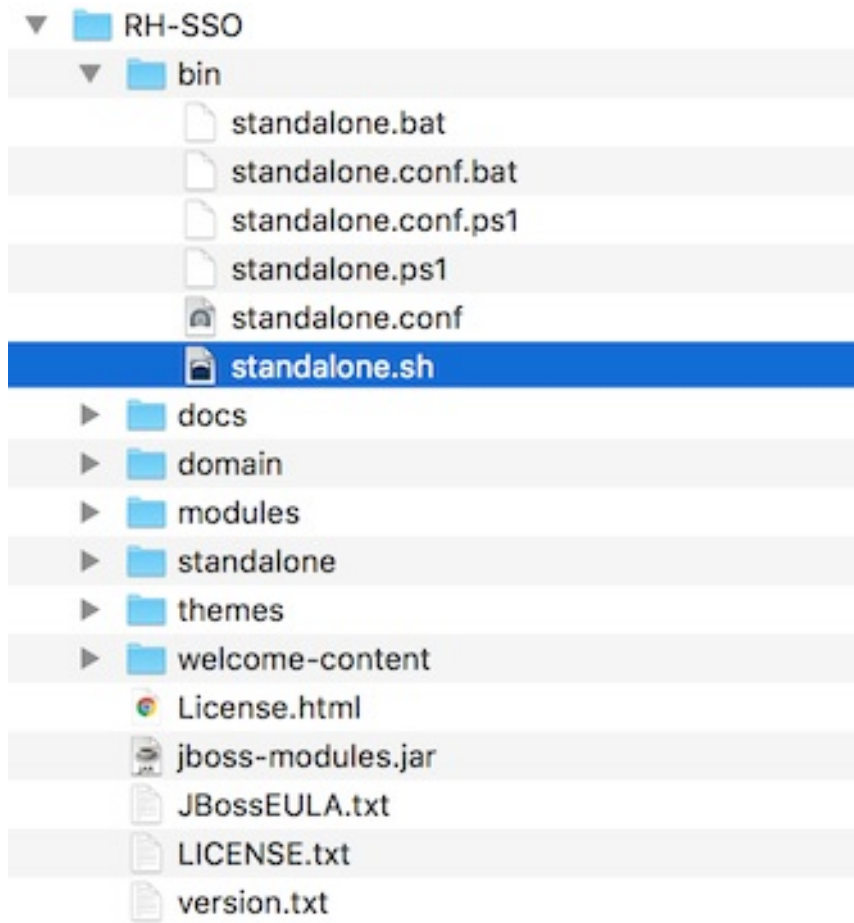 RH-SSO
bin
standalone.bat
standalone.conf.bat
standalone.conf.ps1
standalone.ps1
standalone.conf
standalone.sh
docs
domain
modules
standalone
themes
welcome-content
License.html
jboss-modules.jar
JBossEULA.txt
LICENSE.txt
version.txt